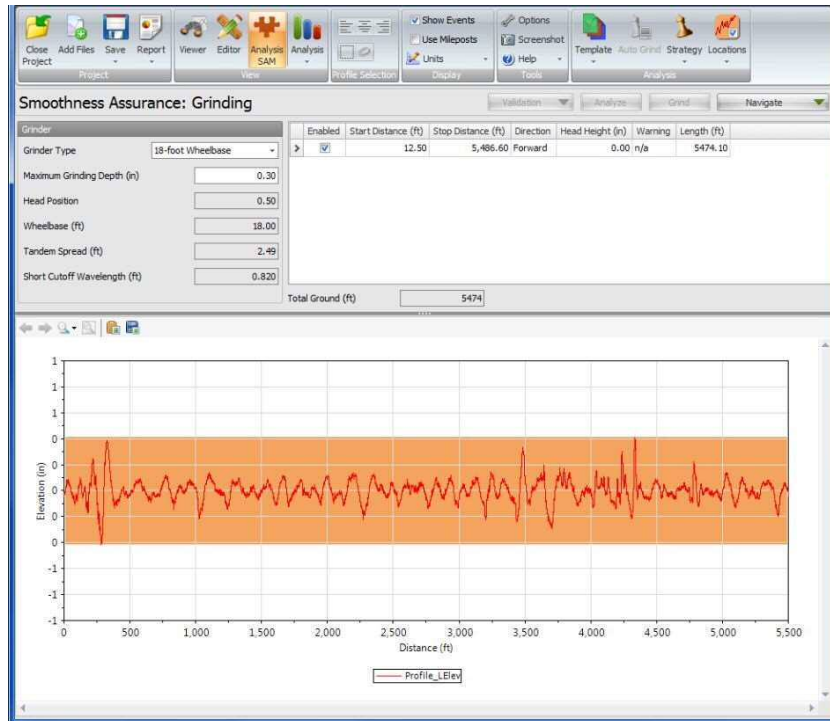 Close Project Add Files Save Report Viewer Editor Analysis SAM Analysis Show Events Use Mileposts Units Options Screenshot Help Template Auto Grind Strategy Locations
Project View Profile Selection Display Tools Analysis
Smoothness Assurance: Grinding Validation Analyze Grind Navigate
Grinder
Grinder Type 18-foot Wheelbase
Maximum Grinding Depth (in) 0.30
Head Position 0.50
Wheelbase (ft) 18.00
Tandem Spread (ft) 2.49
Short Cutoff Wavelength (ft) 0.820
Enabled Start Distance (ft) Stop Distance (ft) Direction Head Height (in) Warning Length (ft)
12.50 5,486.60 Forward 0.00 n/a 5474.10
Total Ground (ft) 5474
1
1
1
0
0
0
0
0
-1
-1
-1
Elevation (in)
0 500 1,000 1,500 2,000 2,500 3,000 3,500 4,000 4,500 5,000 5,500
Distance (ft)
Profile_LElev